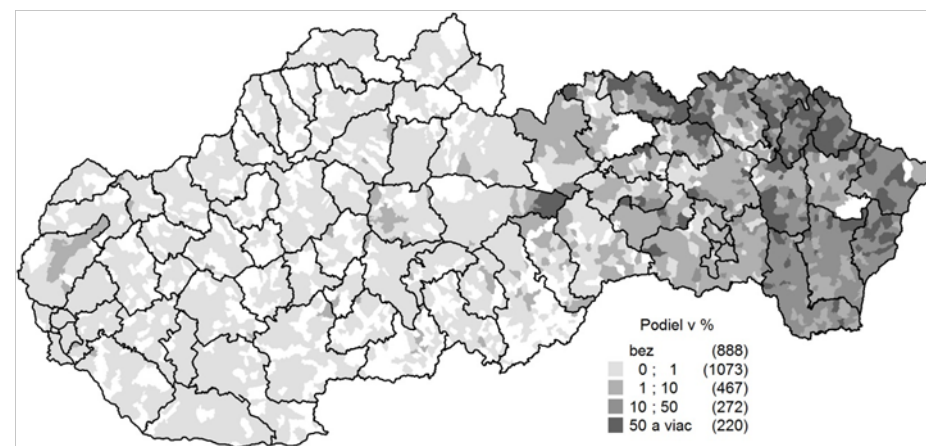 Podiel v %
bez (888)
0 ; 1 (1073)
1 ; 10 (467)
10 ; 50 (272)
50 a viac (220)